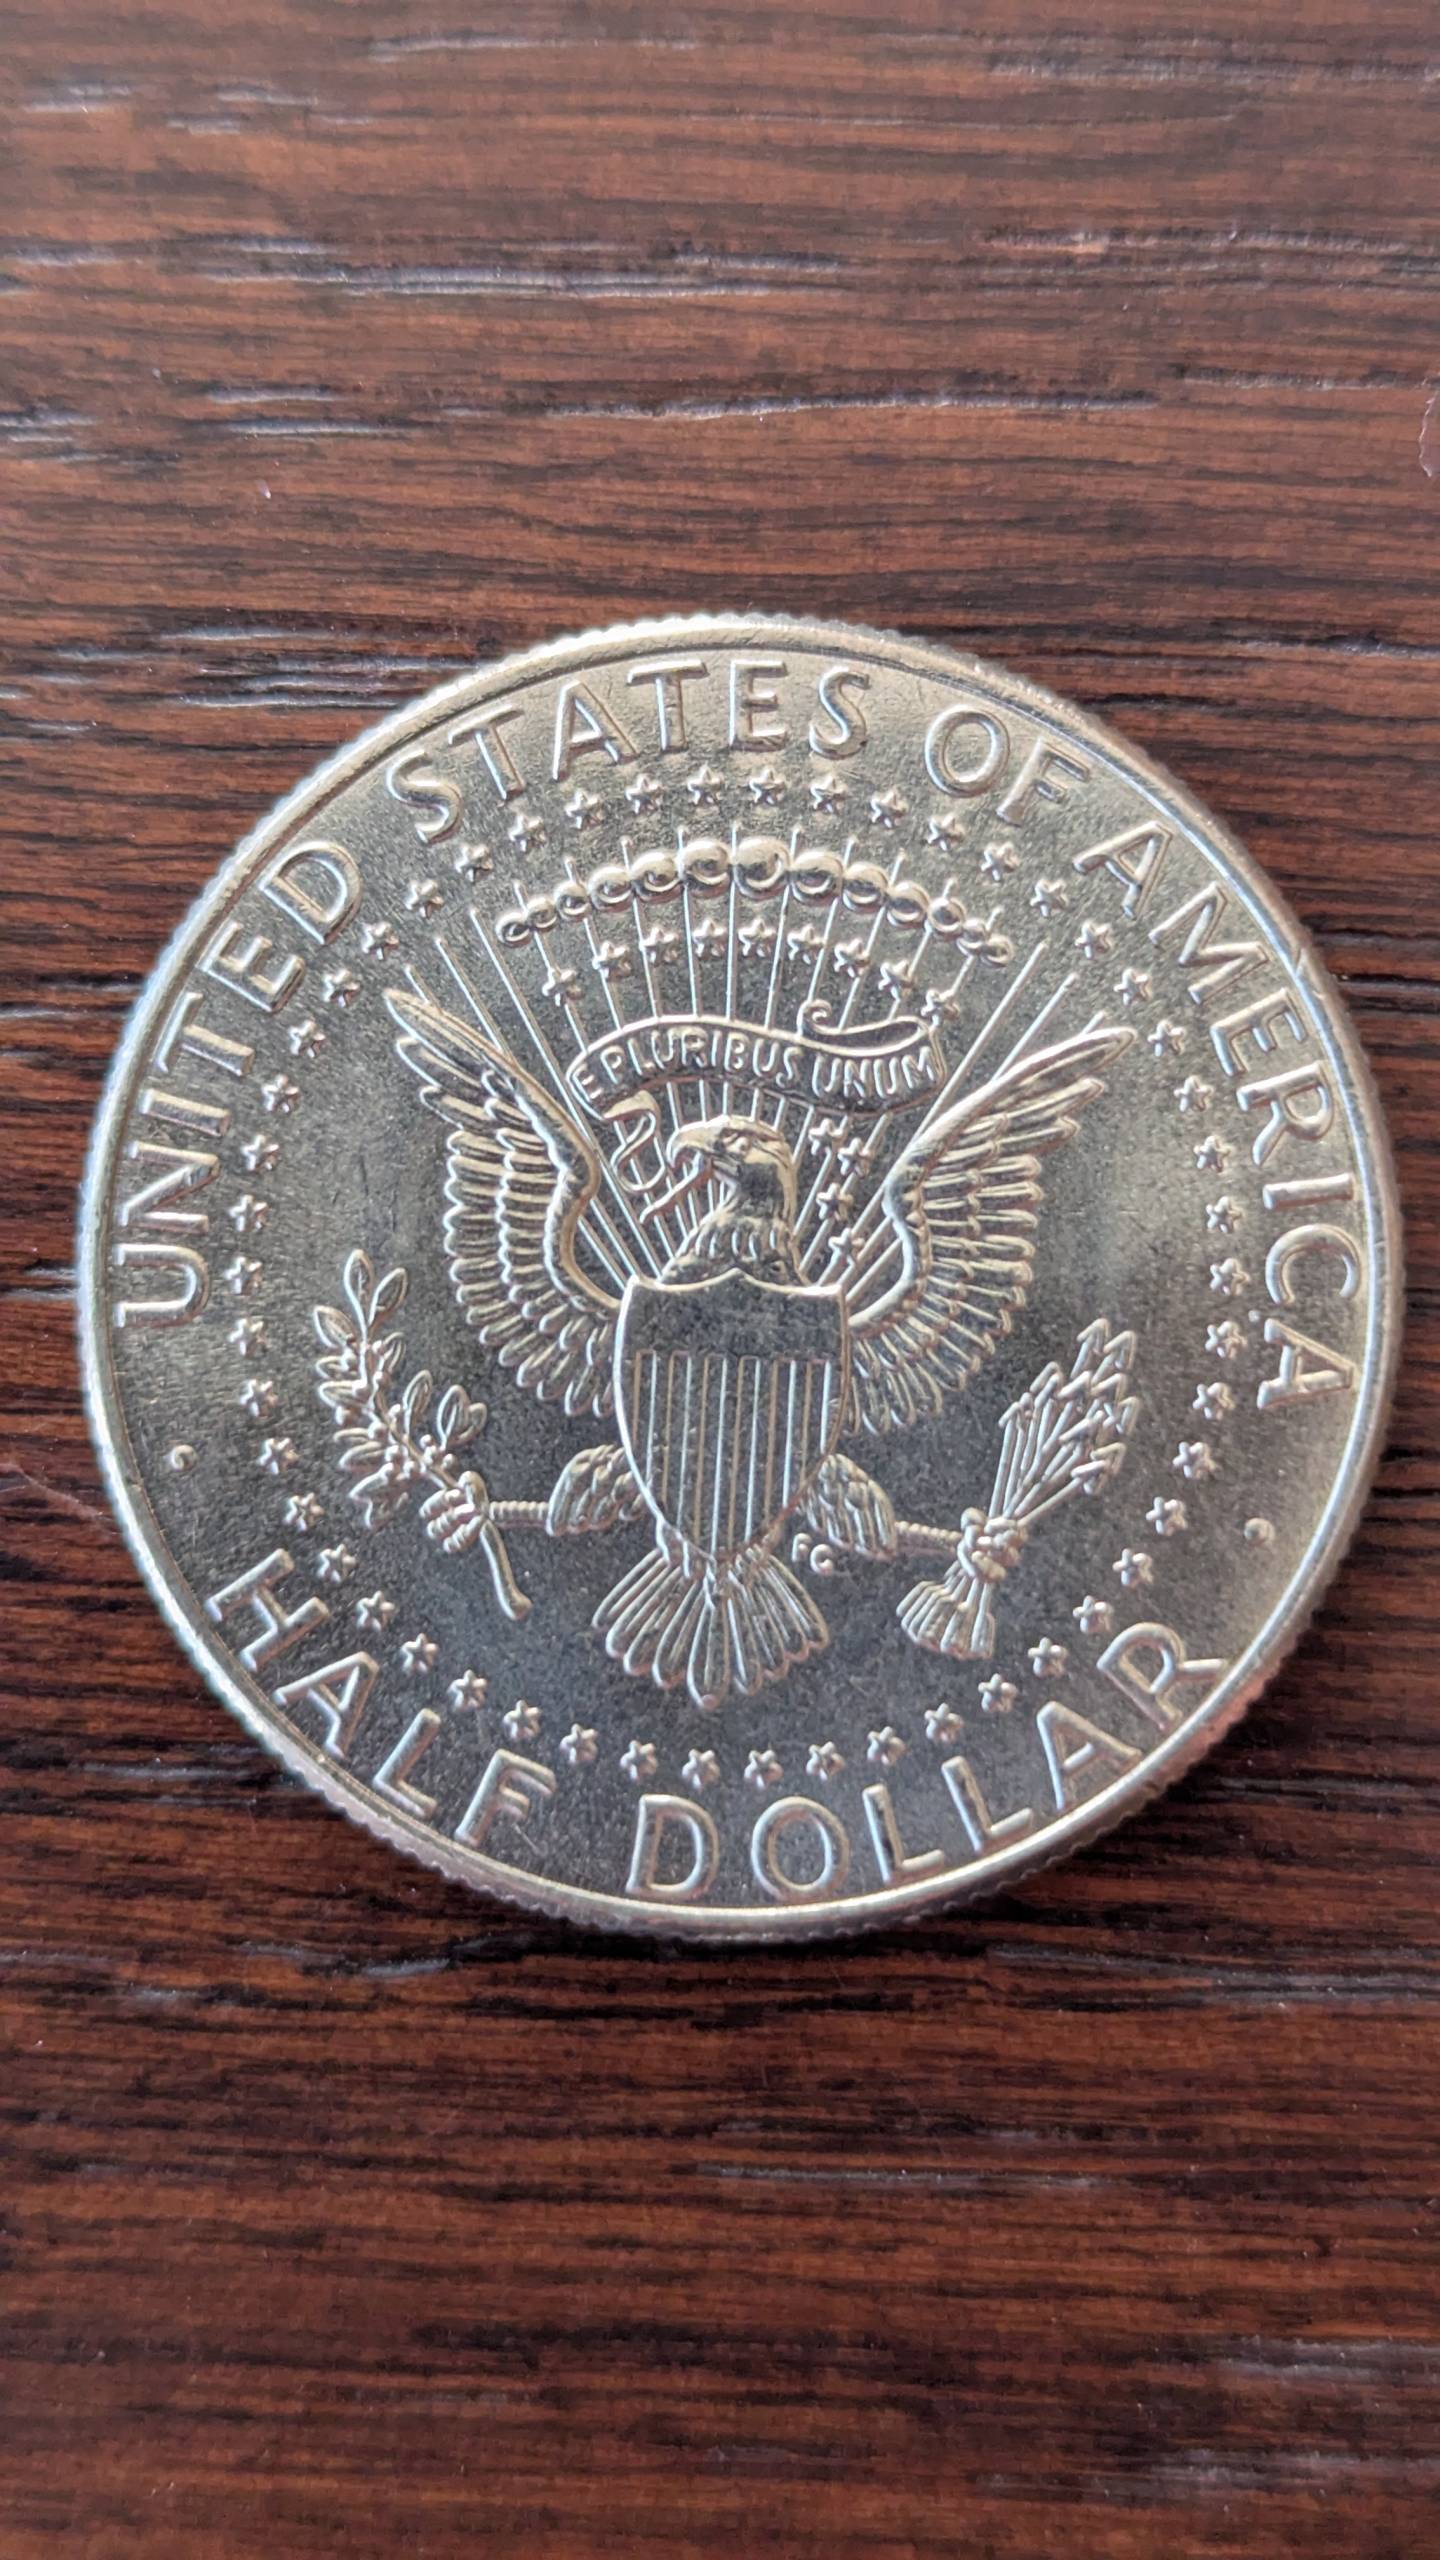 UNITED STATES OF AMERICA
E PLURIBUS UNUM
FG
HALF DOLLAR